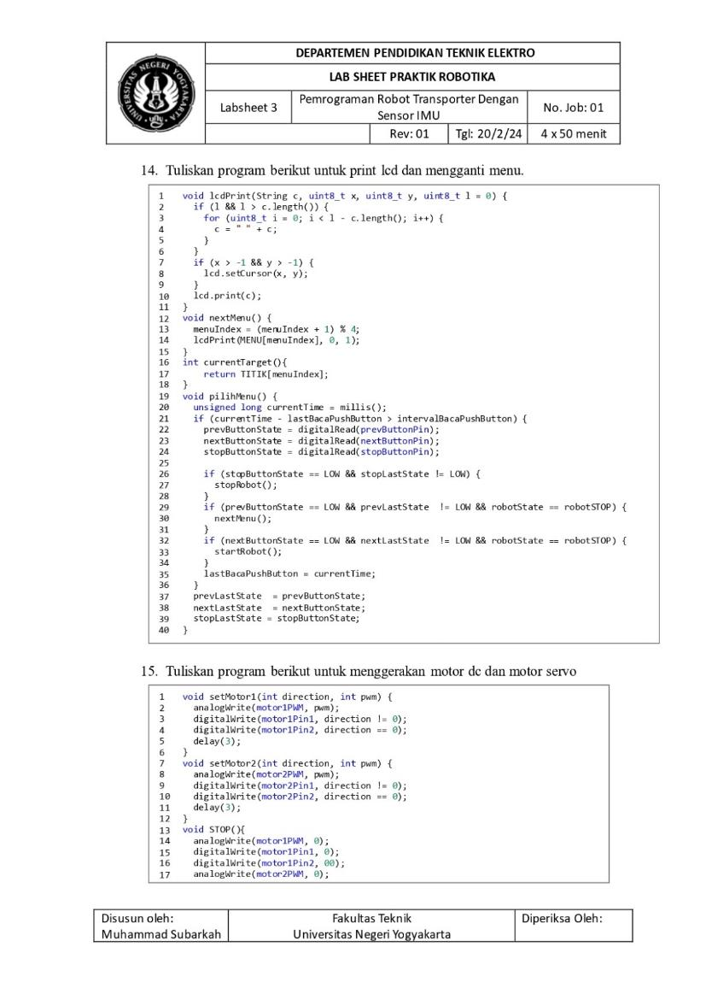 DEPARTEMEN PENDIDIKAN TEKNIK ELEKTRO
UNIVERSITAS NEGERI YOGYAKARTA
LAB SHEET PRAKTIK ROBOTIKA
Labsheet 3
Pemrograman Robot Transporter Dengan
Sensor IMU
No. Job: 01
Rev: 01
Tgl: 20/2/24
4 x 50 menit
14. Tuliskan program berikut untuk print lcd dan mengganti menu.
1 void lcdPrint(String c, uint8_t x, uint8_t y, uint8_t l = 0) {
2 if (l && l > c.length()) {
3 for (uint8_t i = 0; i < l - c.length(); i++) {
4 c = " " + c;
5 }
6 }
7 if (x > -1 && y > -1) {
8 lcd.setCursor(x, y);
9 }
10 lcd.print(c);
11 }
12 void nextMenu() {
13 menuIndex = (menuIndex + 1) % 4;
14 lcdPrint(MENU[menuIndex], 0, 1);
15 }
16 int currentTarget(){
17 return TITIK[menuIndex];
18 }
19 void pilihMenu() {
20 unsigned long currentTime = millis();
21 if (currentTime - lastBacaPushButton > intervalBacaPushButton) {
22 prevButtonState = digitalRead(prevButtonPin);
23 nextButtonState = digitalRead(nextButtonPin);
24 stopButtonState = digitalRead(stopButtonPin);
25
26 if (stopButtonState == LOW && stopLastState != LOW) {
27 stopRobot();
28 }
29 if (prevButtonState == LOW && prevLastState != LOW && robotState == robotSTOP) {
30 nextMenu();
31 }
32 if (nextButtonState == LOW && nextLastState != LOW && robotState == robotSTOP) {
33 startRobot();
34 }
35 lastBacaPushButton = currentTime;
36 }
37 prevLastState = prevButtonState;
38 nextLastState = nextButtonState;
39 stopLastState = stopButtonState;
40 }
15. Tuliskan program berikut untuk menggerakan motor dc dan motor servo
1 void setMotor1(int direction, int pwm) {
2 analogWrite(motor1PWM, pwm);
3 digitalWrite(motor1Pin1, direction != 0);
4 digitalWrite(motor1Pin2, direction == 0);
5 delay(3);
6 }
7 void setMotor2(int direction, int pwm) {
8 analogWrite(motor2PWM, pwm);
9 digitalWrite(motor2Pin1, direction != 0);
10 digitalWrite(motor2Pin2, direction == 0);
11 delay(3);
12 }
13 void STOP(){
14 analogWrite(motor1PWM, 0);
15 digitalWrite(motor1Pin1, 0);
16 digitalWrite(motor1Pin2, 00);
17 analogWrite(motor2PWM, 0);
Disusun oleh:
Muhammad Subarkah
Fakultas Teknik
Universitas Negeri Yogyakarta
Diperiksa Oleh: